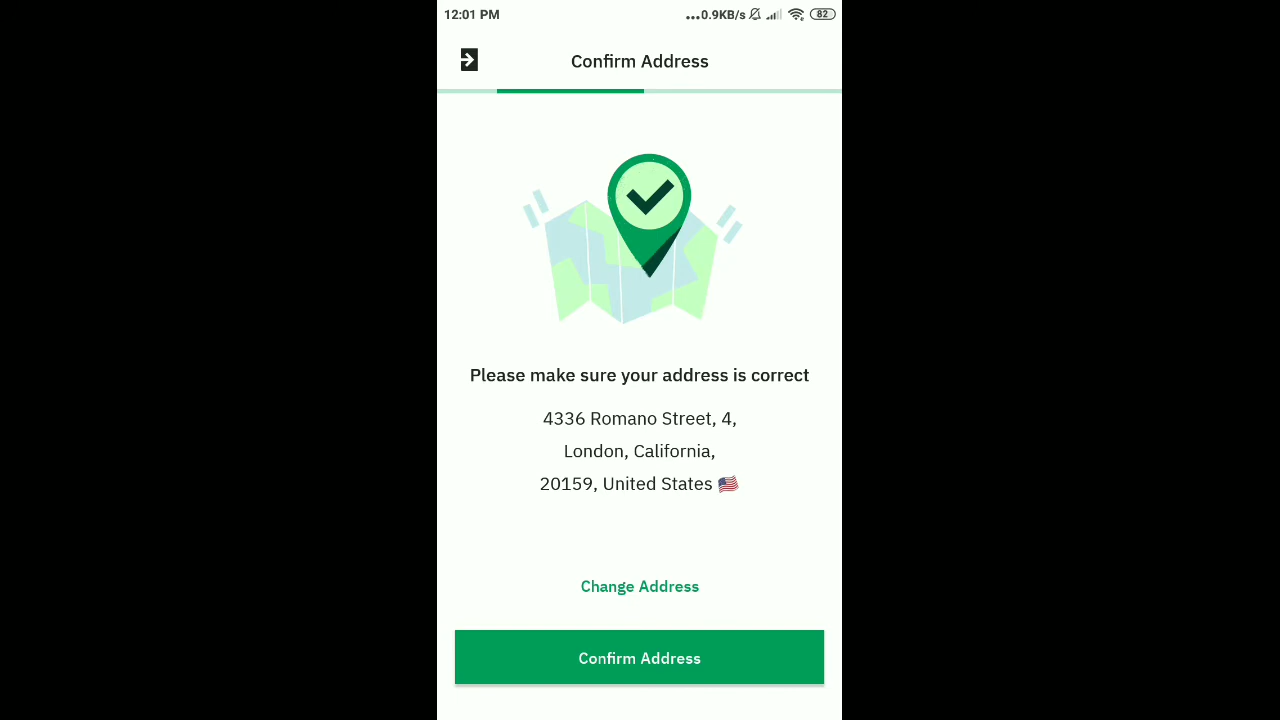 12:01 PM ...0.9KB/s 82
Confirm Address
Please make sure your address is correct
4336 Romano Street, 4,
London, California,
20159, United States 🇺🇸
Change Address
Confirm Address